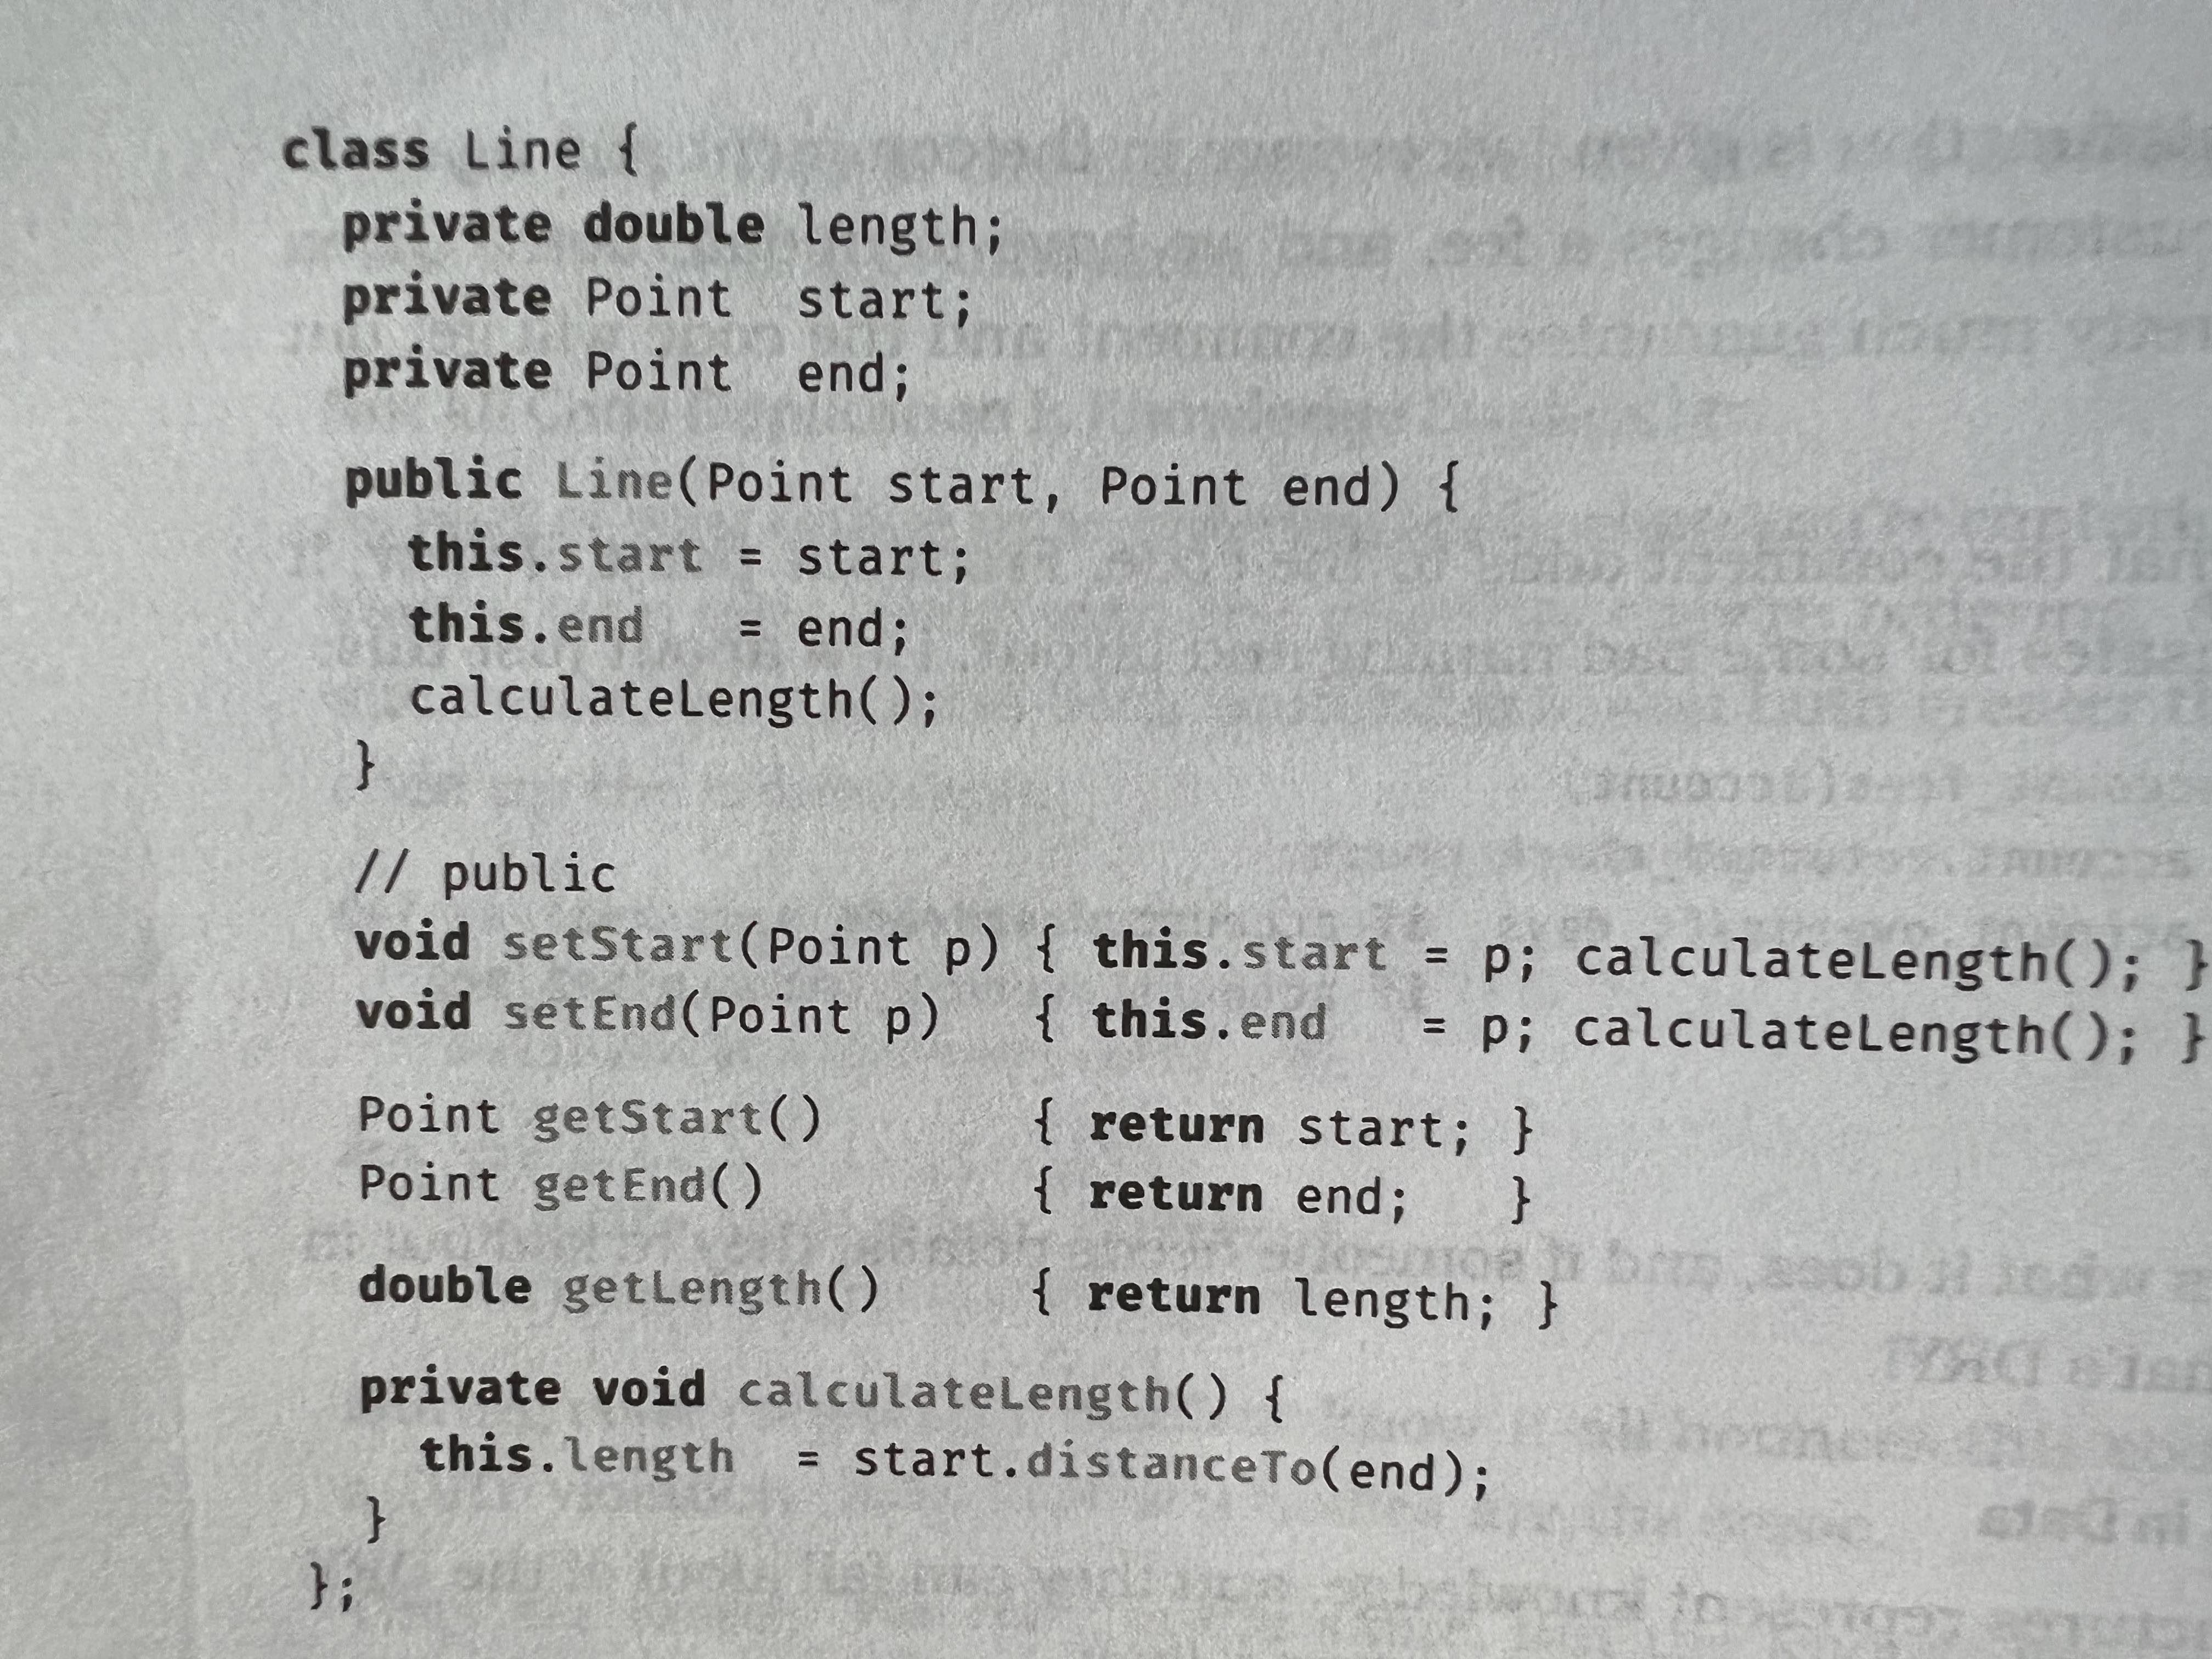 class Line {
  private double length;
  private Point  start;
  private Point  end;
  public Line(Point start, Point end) {
    this.start = start;
    this.end   = end;
    calculateLength();
  }
  // public
  void setStart(Point p) { this.start = p; calculateLength(); }
  void setEnd(Point p)   { this.end   = p; calculateLength(); }
  Point getStart()       { return start; }
  Point getEnd()         { return end;   }
  double getLength()     { return length; }
  private void calculateLength() {
    this.length  = start.distanceTo(end);
  }
};